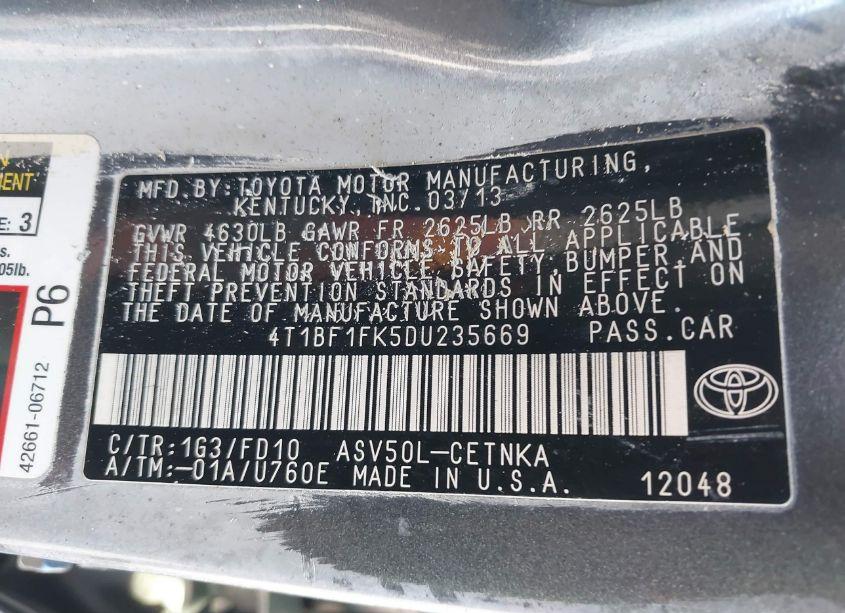 MENT
E: 3
s.
05lb.
P6
42661-06712
MFD.BY:TOYOTA MOTOR MANUFACTURING,
KENTUCKY, INC. 03/13
GVWR 4630LB GAWR FR 2625LB RR 2625LB
THIS VEHICLE CONFORMS TO ALL APPLICABLE
FEDERAL MOTOR VEHICLE SAFETY,BUMPER,AND
THEFT PREVENTION STANDARDS IN EFFECT ON
THE DATE OF MANUFACTURE SHOWN ABOVE.
4T1BF1FK5DU235669 PASS.CAR
C/TR:1G3/FD10 ASV50L-CETNKA
A/TM:-01A/U760E MADE IN U.S.A. 12048